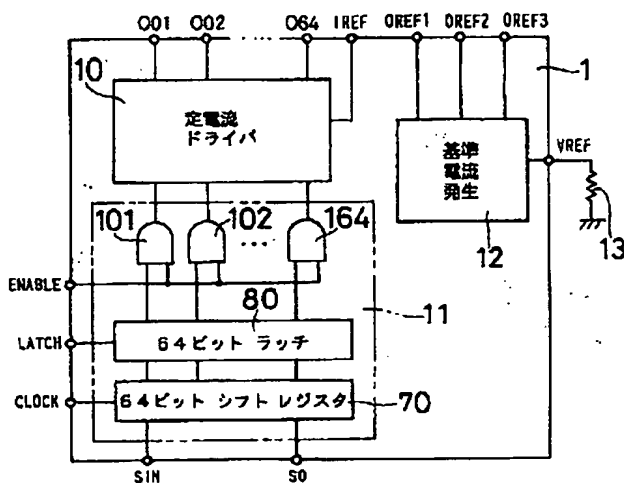 OO1 OO2 ... O64 IREF OREF1 OREF2 OREF3
10
1
定電流
ドライバ
基準
電流
発生
VREF
12
13
101
102
...
164
ENABLE
80
11
LATCH
64ビット ラッチ
CLOCK
64ビット シフト レジスタ
70
SIN
SO